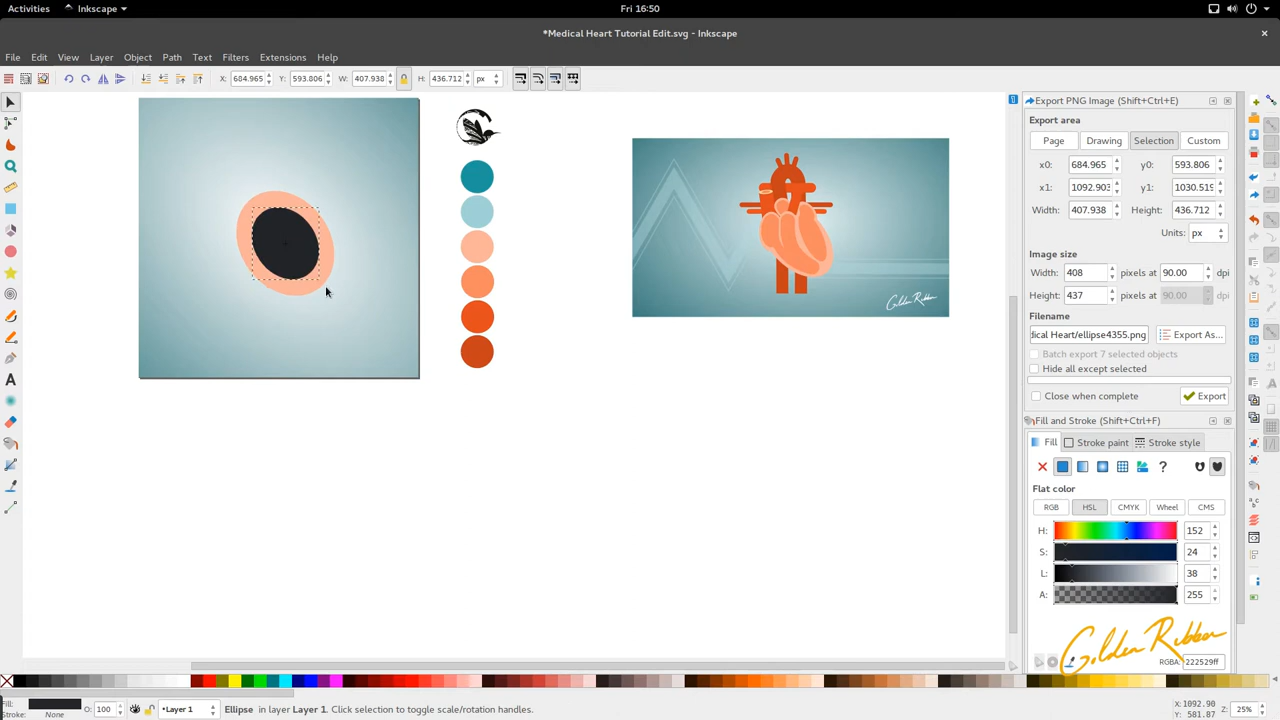 Activities Inkscape Fri 16:50
*Medical Heart Tutorial Edit.svg - Inkscape
File Edit View Layer Object Path Text Filters Extensions Help
X: 684.965 Y: 593.806 W: 407.938 H: 436.712 px
Export PNG Image (Shift+Ctrl+E)
Export area
Page Drawing Selection Custom
x0: 684.965 y0: 593.806
x1: 1092.903 y1: 1030.519
Width: 407.938 Height: 436.712
Units: px
Image size
Width: 408 pixels at 90.00 dpi
Height: 437 pixels at 90.00 dpi
Filename
dical Heart/ellipse4355.png Export As...
Batch export 7 selected objects
Hide all except selected
Close when complete Export
Fill and Stroke (Shift+Ctrl+F)
Fill Stroke paint Stroke style
Flat color
RGB HSL CMYK Wheel CMS
H: 152
S: 24
L: 38
A: 255
RGBA: 222529ff
Golden Ribbon
Golden Ribbon
Fill: Stroke: None O: 100 •Layer 1 Ellipse in layer Layer 1. Click selection to toggle scale/rotation handles. X: 1092.90 Y: 581.87 Z: 25%